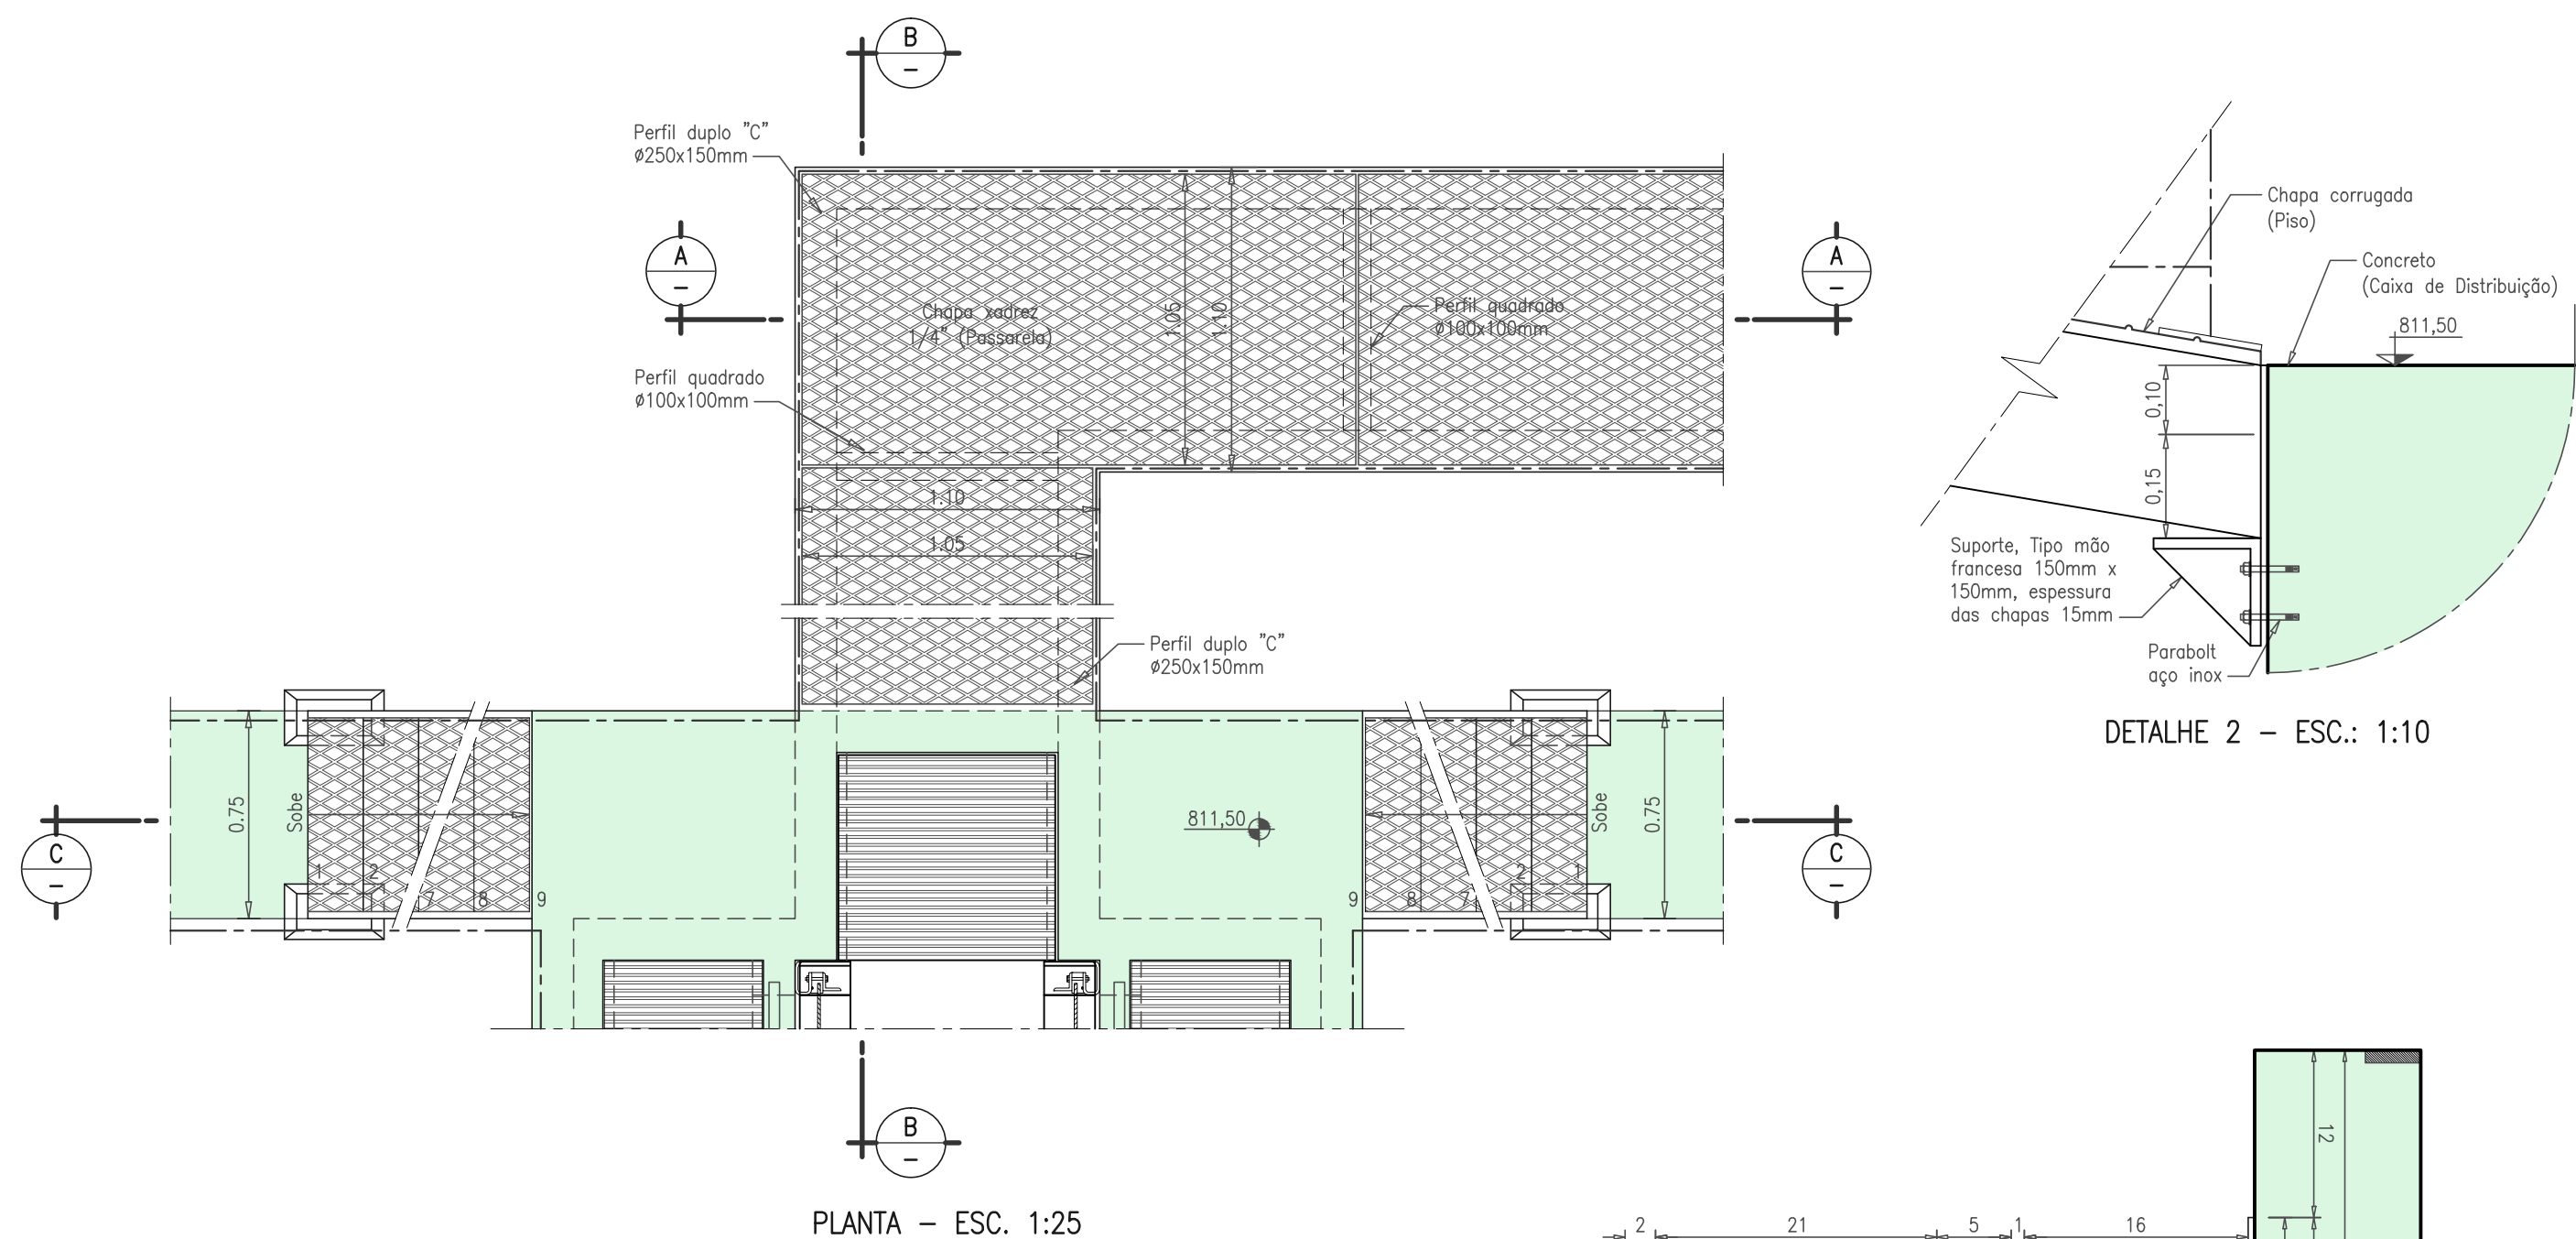 B
–
Perfil duplo "C"
ø250x150mm
A
–
A
–
Chapa xadrez
1/4" (Passarela)
1.05
1.10
Perfil quadrado
ø100x100mm
Perfil quadrado
ø100x100mm
1.10
1.05
Perfil duplo "C"
ø250x150mm
0.75
Sobe
1
2
7
8
9
811,50
9
8
7
2
1
Sobe
0.75
C
–
C
–
B
–
PLANTA – ESC. 1:25
Chapa corrugada
(Piso)
Concreto
(Caixa de Distribuição)
811,50
0,10
0,15
Suporte, Tipo mão
francesa 150mm x
150mm, espessura
das chapas 15mm
Parabolt
aço inox
DETALHE 2 – ESC.: 1:10
12
2
21
5
1
16